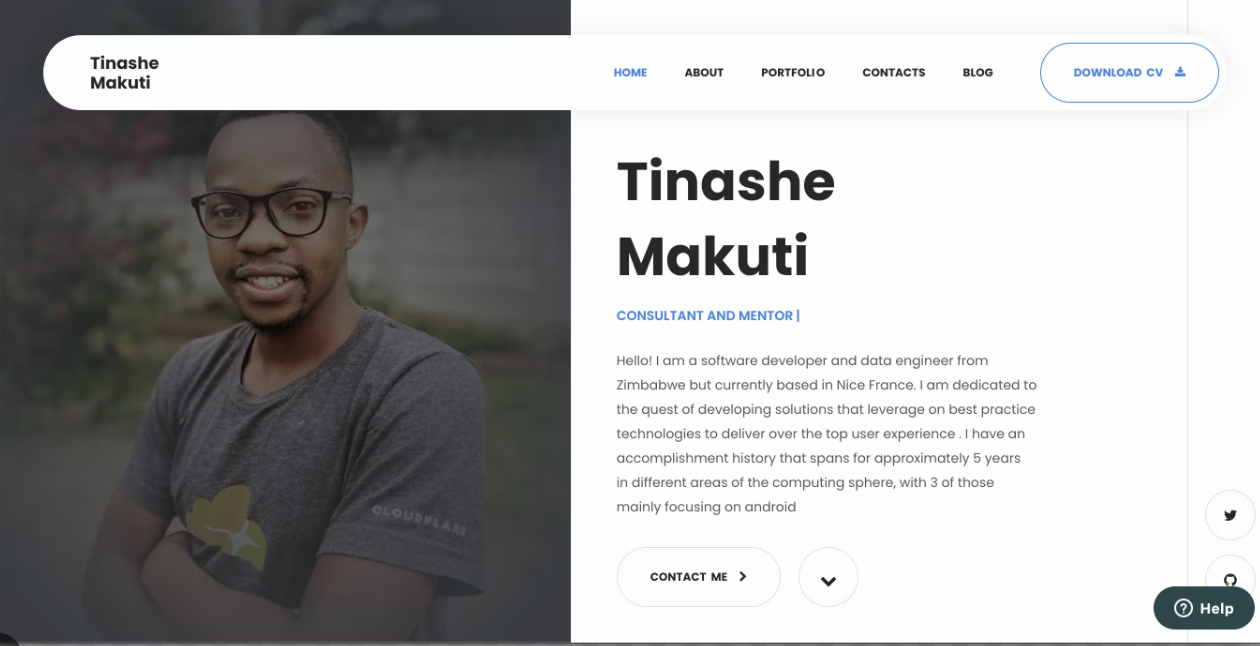 Tinashe
Makuti
HOME ABOUT PORTFOLIO CONTACTS BLOG DOWNLOAD CV
Tinashe
Makuti
CONSULTANT AND MENTOR |
Hello! I am a software developer and data engineer from
Zimbabwe but currently based in Nice France. I am dedicated to
the quest of developing solutions that leverage on best practice
technologies to deliver over the top user experience . I have an
accomplishment history that spans for approximately 5 years
in different areas of the computing sphere, with 3 of those
mainly focusing on android
CLOUDFLARE
CONTACT ME
Help